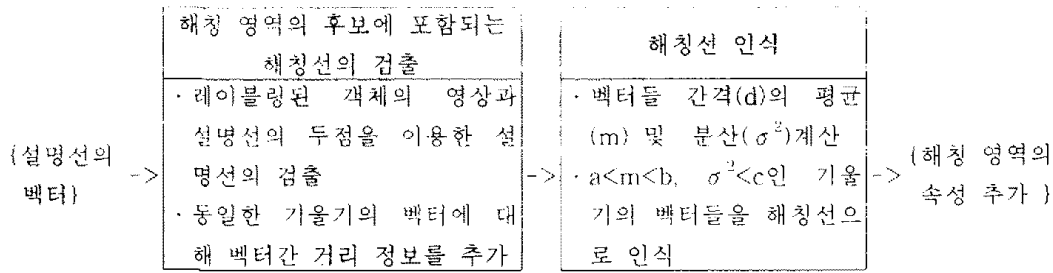 {설명선의
벡터}
->
해칭 영역의 후보에 포함되는
해칭선의 검출
· 레이블링된 객체의 영상과
설명선의 두점을 이용한 설
명선의 검출
· 동일한 기울기의 벡터에 대
해 벡터간 거리 정보를 추가
->
해칭선 인식
· 벡터들 간격(d)의 평균
(m) 및 분산(σ²)계산
· a<m<b, σ²<c인 기울
기의 벡터들을 해칭선으
로 인식
->
{해칭 영역의
속성 추가 }